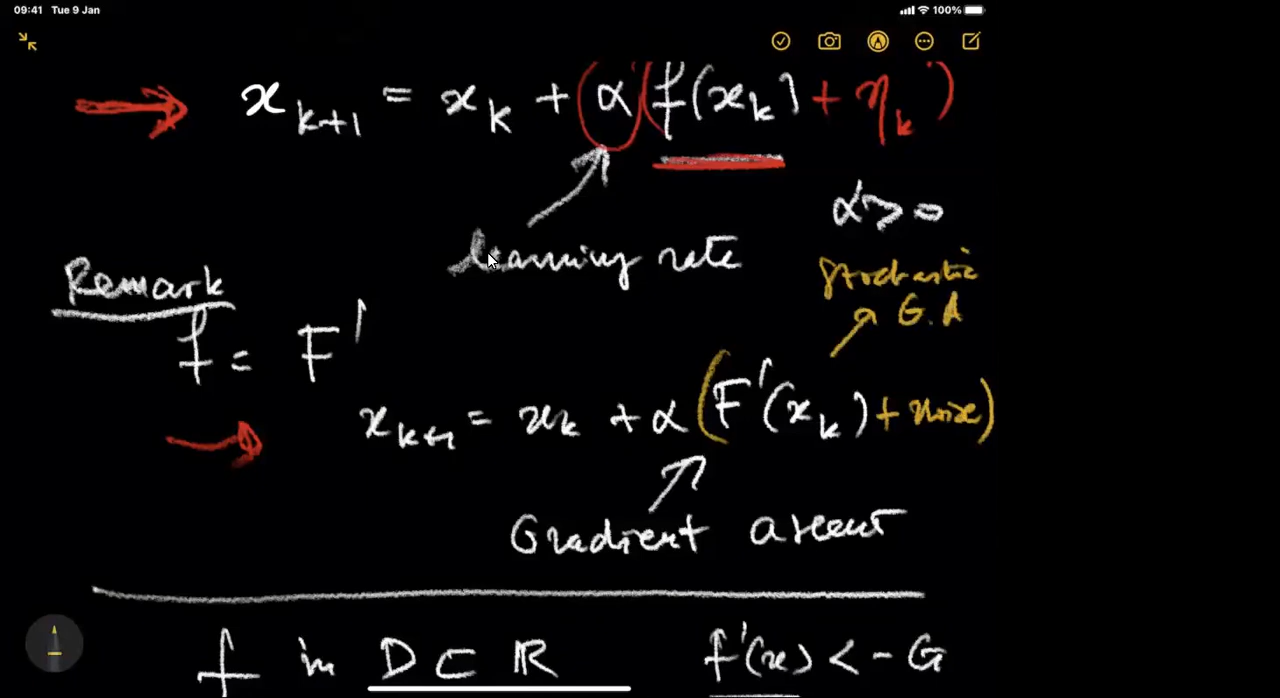 09:41 Tue 9 Jan 100%
x_{k+1} = x_k + α(f(x_k) + η_k)
α > 0
learning rate
Stochastic
G.A
Remark
f = F'
x_{k+1} = x_k + α(F'(x_k) + noise)
Gradient ascent
f in D ⊂ ℝ f'(x) < -G